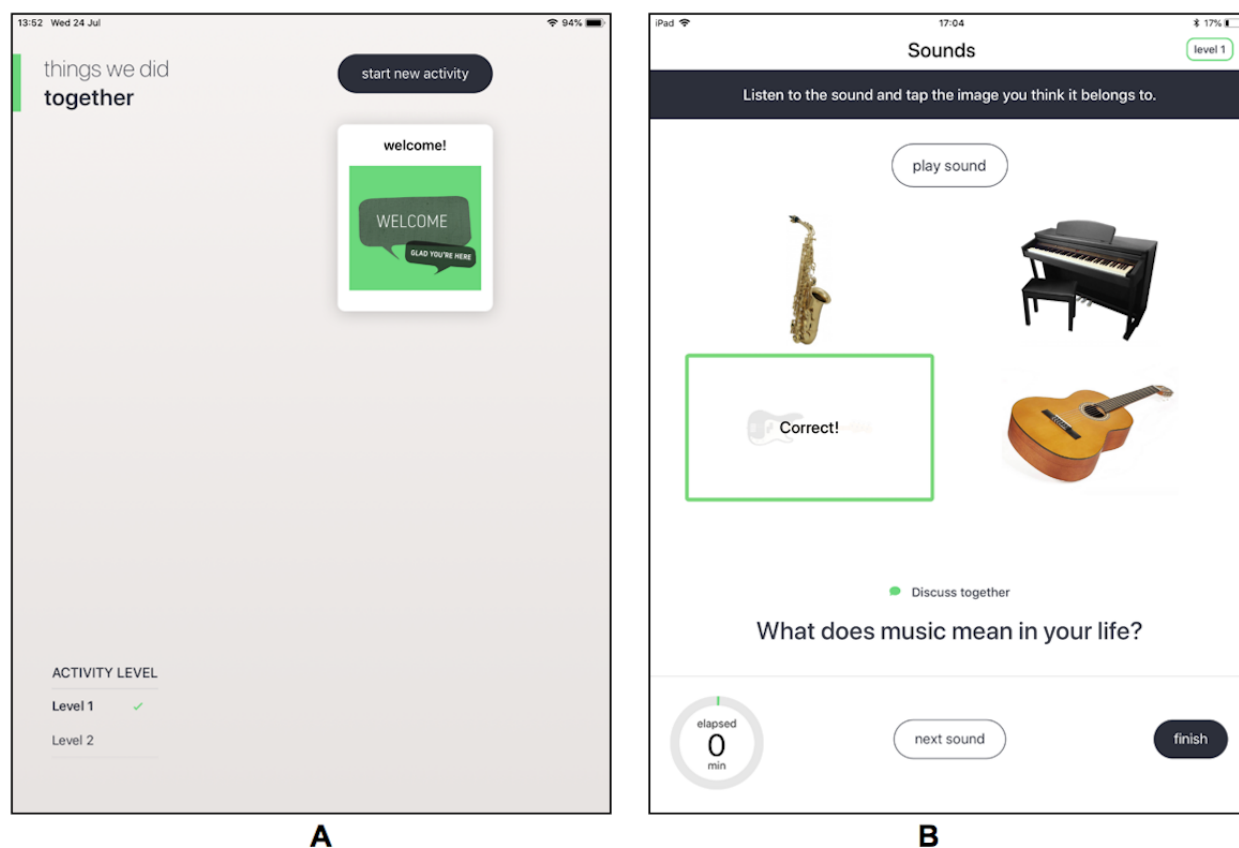 13:52 Wed 24 Jul
94%
things we did
together
start new activity
welcome!
WELCOME
GLAD YOU'RE HERE
ACTIVITY LEVEL
Level 1
Level 2
A
iPad
17:04
17%
Sounds
level 1
Listen to the sound and tap the image you think it belongs to.
play sound
Correct!
Discuss together
What does music mean in your life?
elapsed
0
min
next sound
finish
B